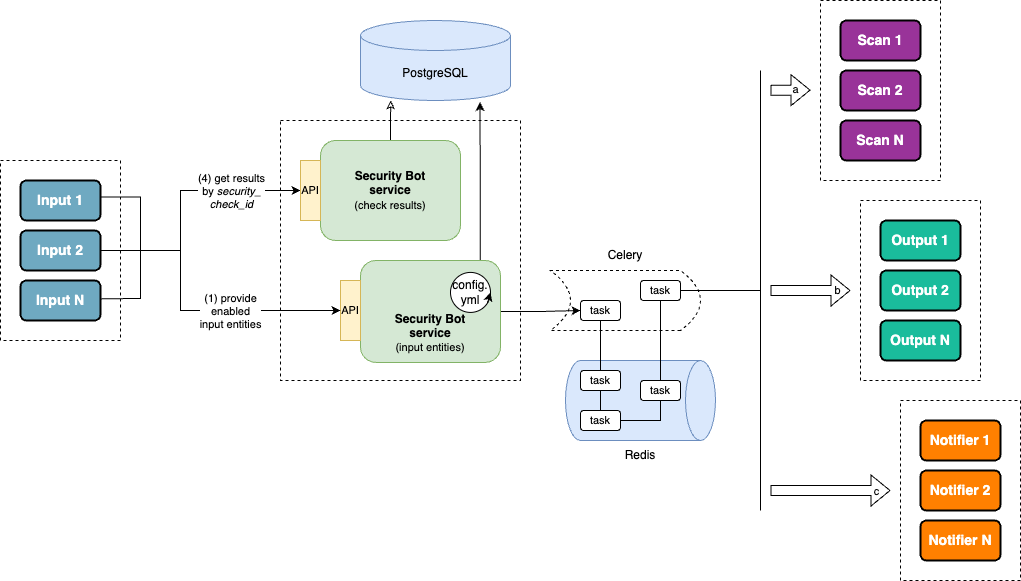 PostgreSQL
Input 1
Input 2
Input N
(4) get results
by security_
check_id
API
Security Bot
service
(check results)
(1) provide
enabled
input entities
API
config.
yml
Security Bot
service
(input entities)
Celery
task
task
task
task
task
Redis
a
Scan 1
Scan 2
Scan N
b
Output 1
Output 2
Output N
c
Notifier 1
Notifier 2
Notifier N